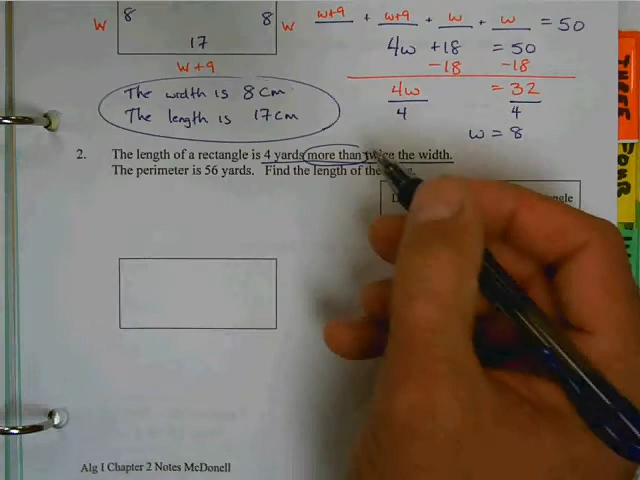 8 8
W W
17
W+9
w+9 + w+9 + w + w = 50
4w +18 = 50
-18 -18
4w = 32
4 4
w = 8
The width is 8 cm
The length is 17 cm
2. The length of a rectangle is 4 yards more than twice the width.
The perimeter is 56 yards. Find the length of the
Alg I Chapter 2 Notes McDonell
THREE
FOUR